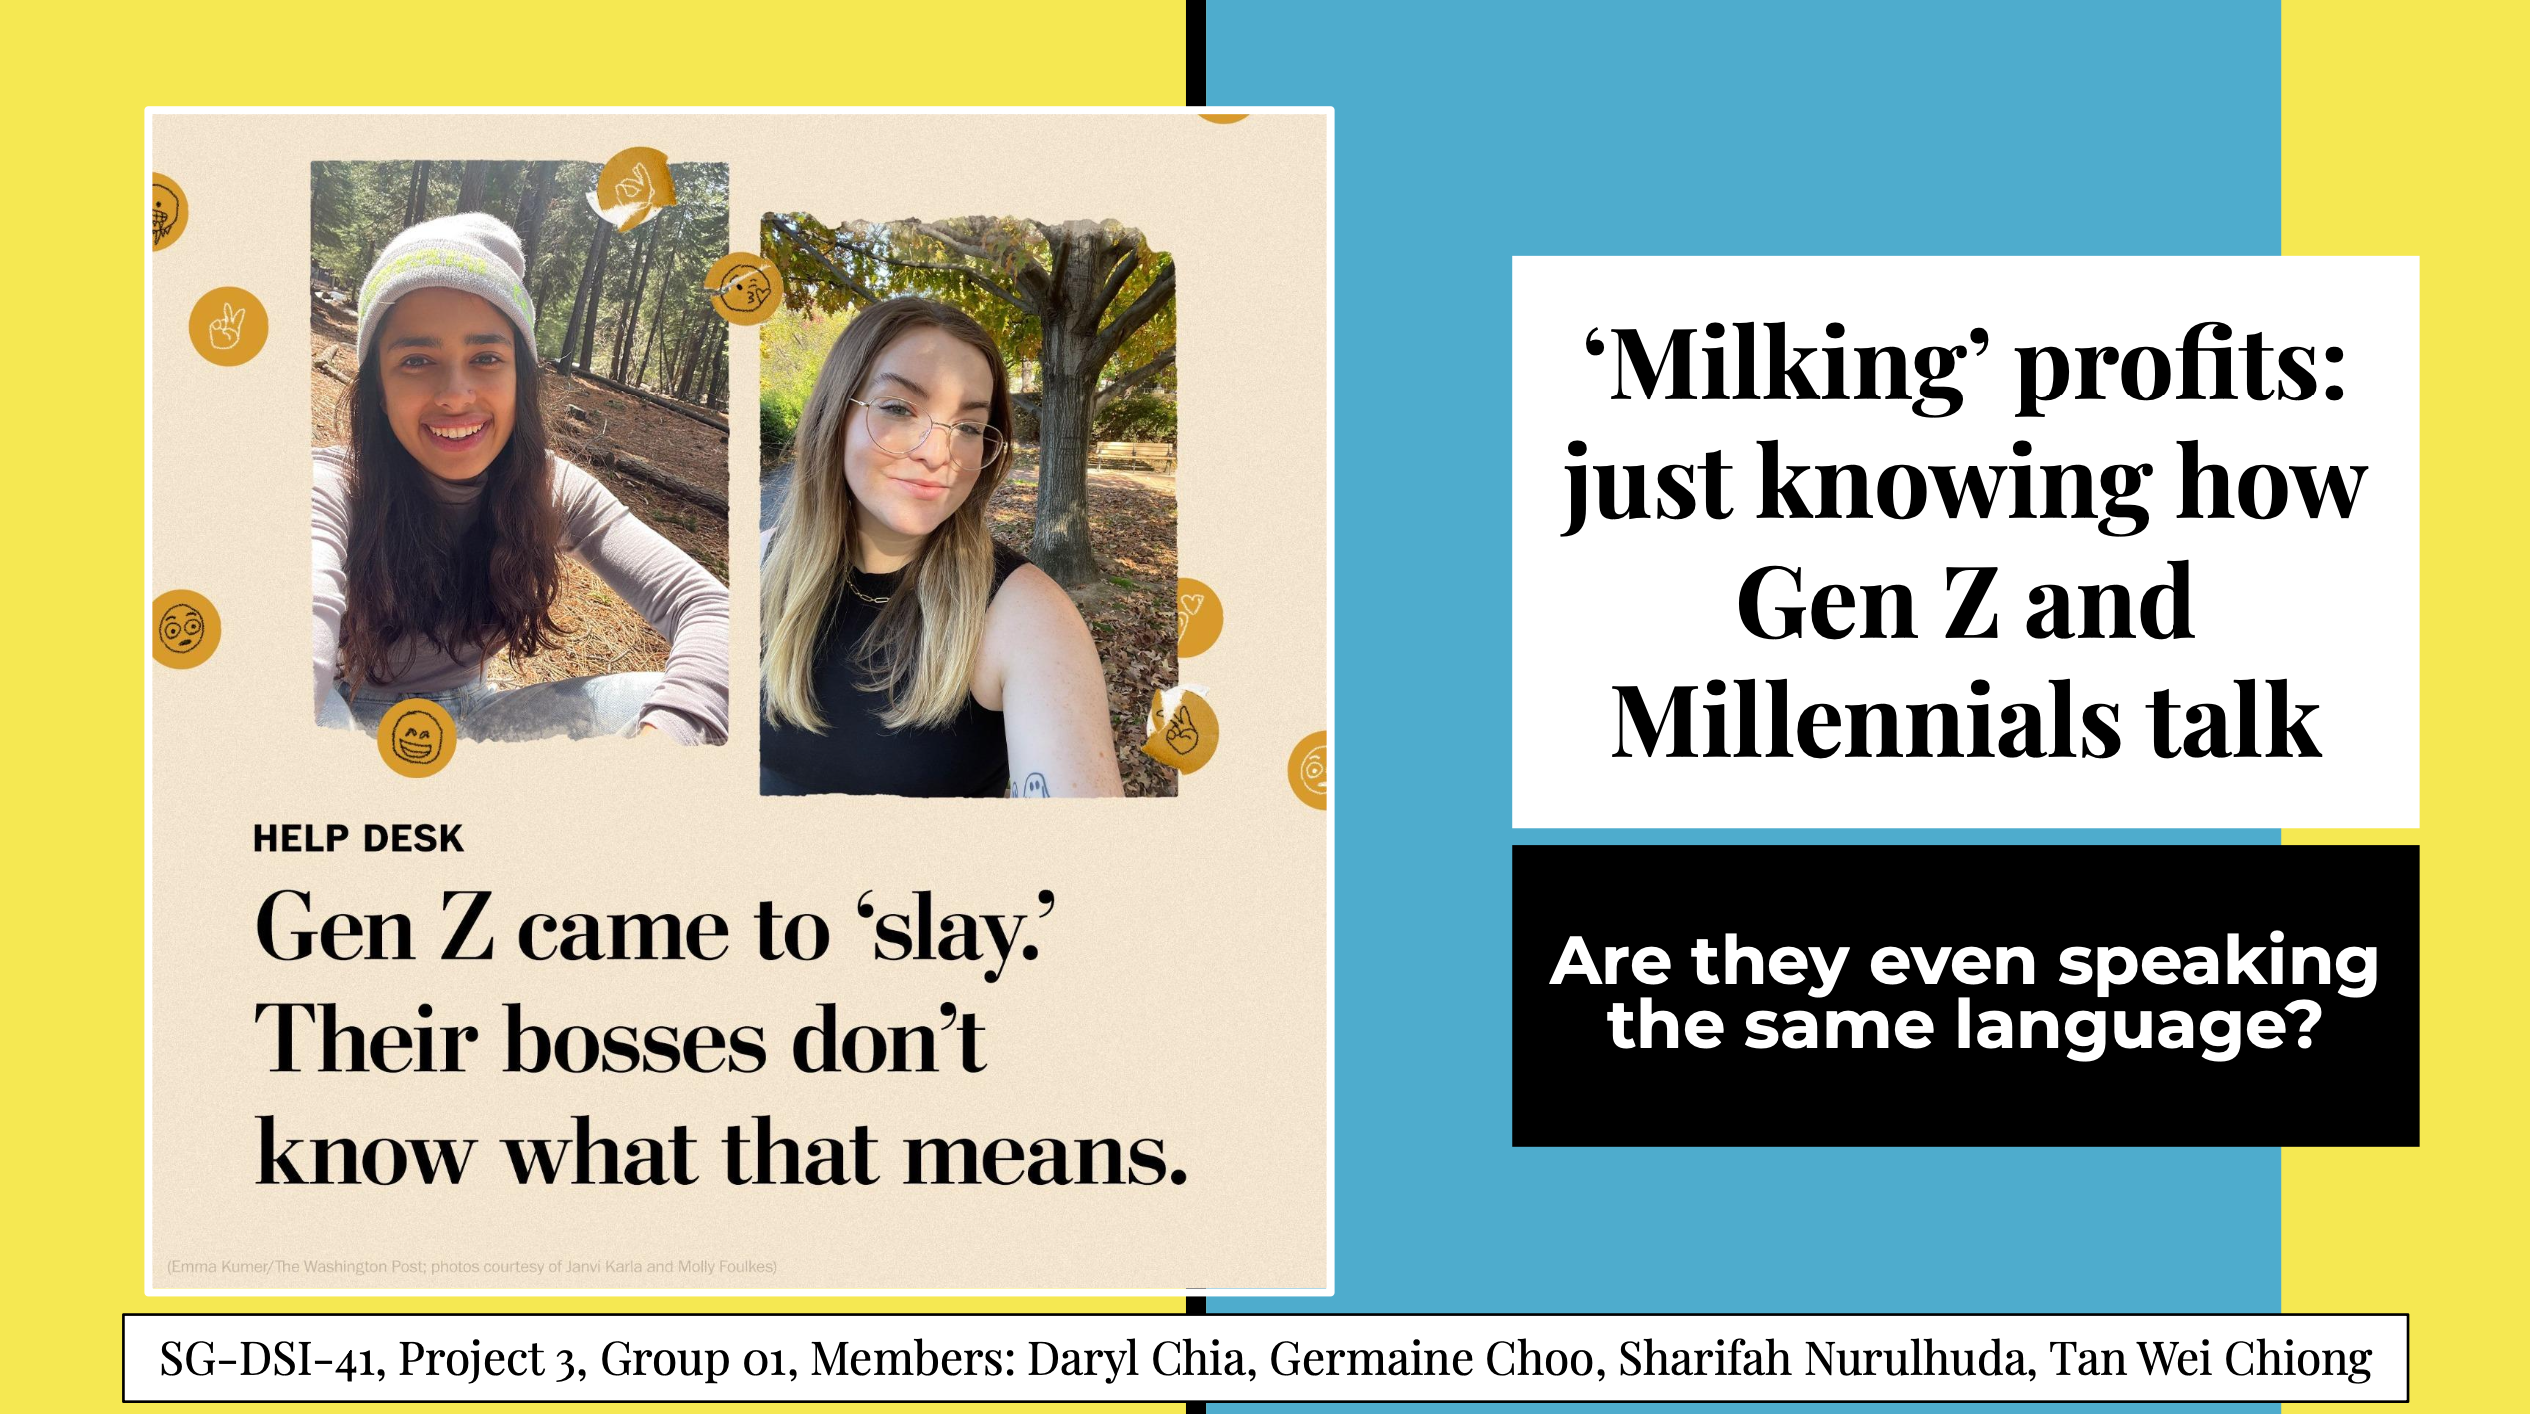 HELP DESK
Gen Z came to ‘slay.’
Their bosses don’t
know what that means.
(Emma Kumer/The Washington Post; photos courtesy of Janvi Karla and Molly Foulkes)
‘Milking’ profits:
just knowing how
Gen Z and
Millennials talk
Are they even speaking
the same language?
SG-DSI-41, Project 3, Group 01, Members: Daryl Chia, Germaine Choo, Sharifah Nurulhuda, Tan Wei Chiong